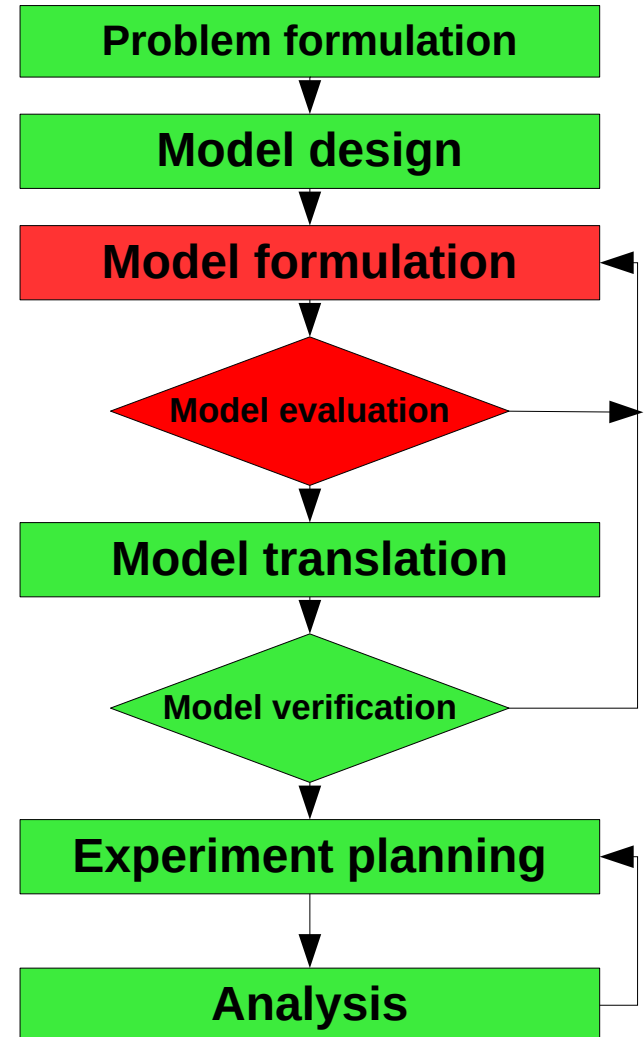 Problem formulation
Model design
Model formulation
Model evaluation
Model translation
Model verification
Experiment planning
Analysis